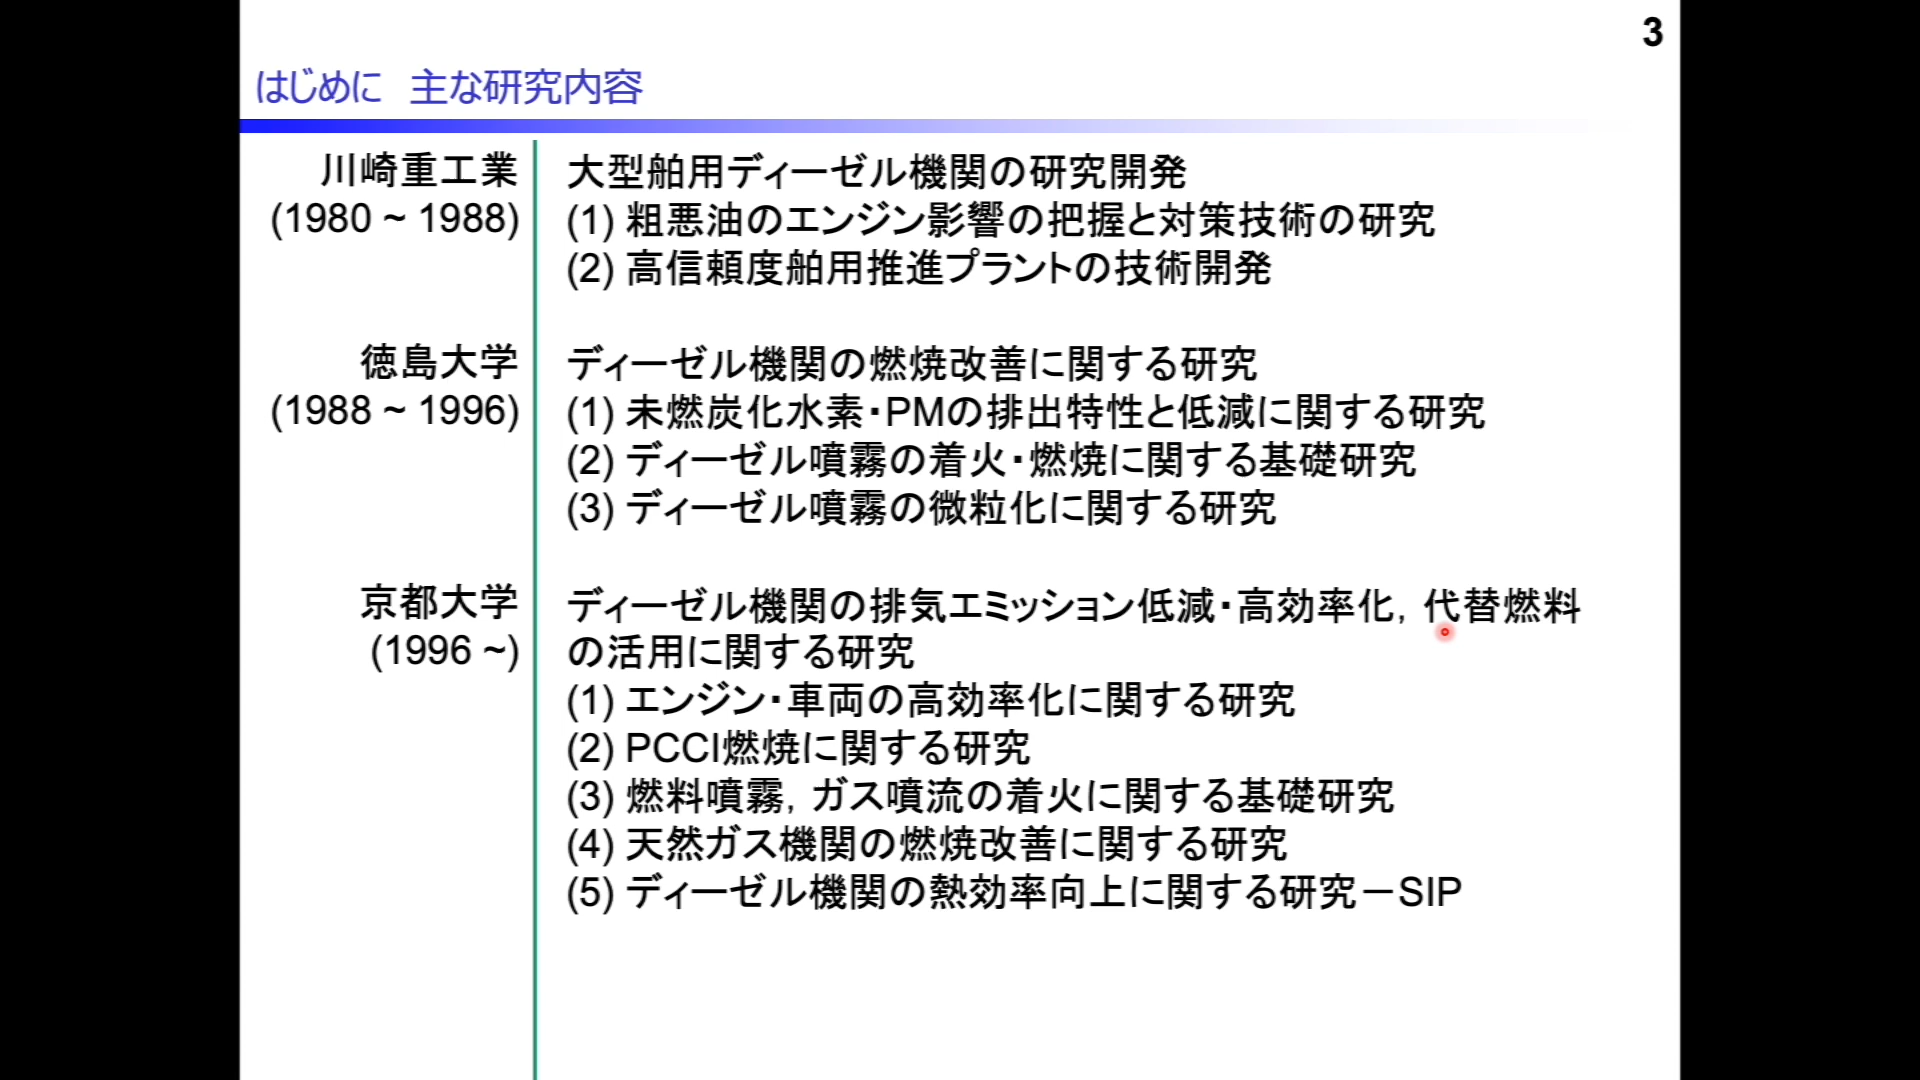 3
はじめに　主な研究内容
川崎重工業
(1980 ~ 1988)
大型舶用ディーゼル機関の研究開発
(1) 粗悪油のエンジン影響の把握と対策技術の研究
(2) 高信頼度舶用推進プラントの技術開発
徳島大学
(1988 ~ 1996)
ディーゼル機関の燃焼改善に関する研究
(1) 未燃炭化水素・PMの排出特性と低減に関する研究
(2) ディーゼル噴霧の着火・燃焼に関する基礎研究
(3) ディーゼル噴霧の微粒化に関する研究
京都大学
(1996 ~)
ディーゼル機関の排気エミッション低減・高効率化, 代替燃料
の活用に関する研究
(1) エンジン・車両の高効率化に関する研究
(2) PCCI燃焼に関する研究
(3) 燃料噴霧, ガス噴流の着火に関する基礎研究
(4) 天然ガス機関の燃焼改善に関する研究
(5) ディーゼル機関の熱効率向上に関する研究－SIP